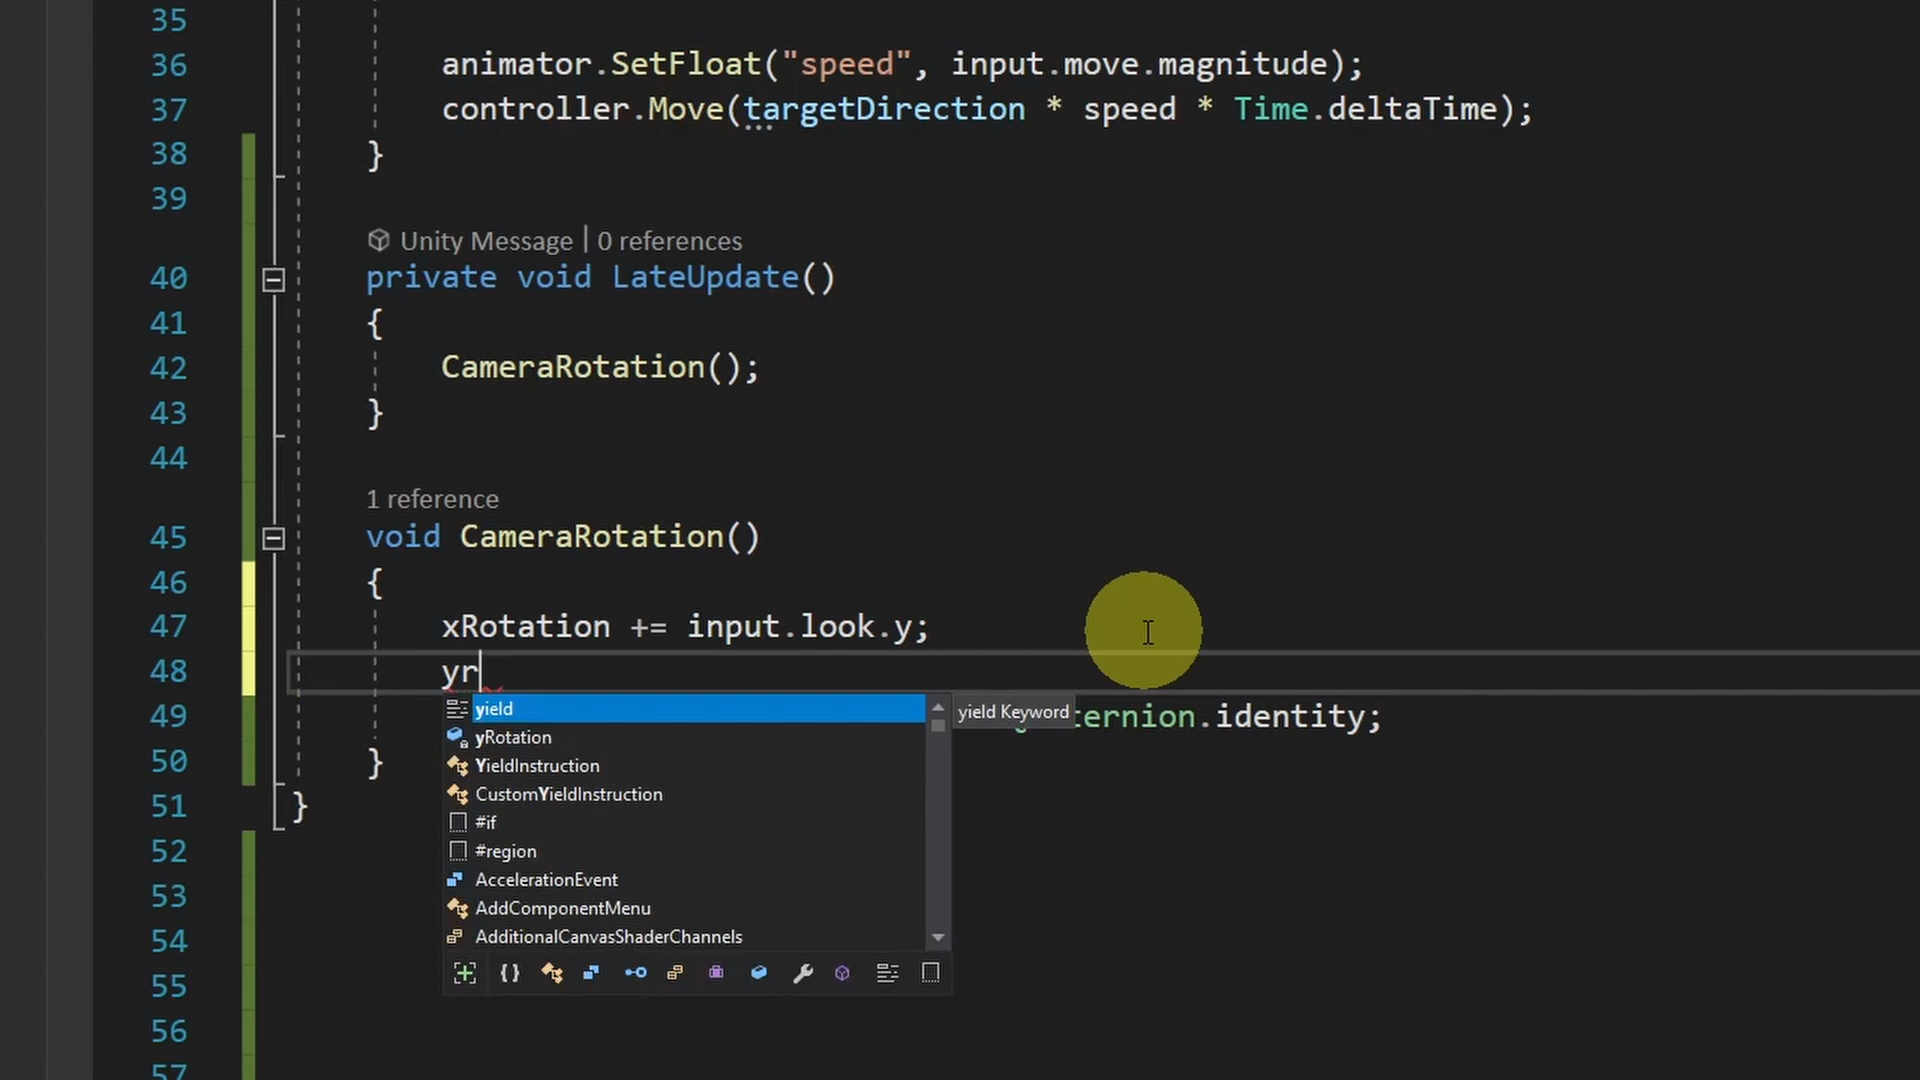 35
36 animator.SetFloat("speed", input.move.magnitude);
37 controller.Move(targetDirection * speed * Time.deltaTime);
38 }
39
Unity Message | 0 references
40 private void LateUpdate()
41 {
42 CameraRotation();
43 }
44
1 reference
45 void CameraRotation()
46 {
47 xRotation += input.look.y;
48 yr
yield
yield Keyword
49 ternion.identity;
yRotation
50 }
YieldInstruction
CustomYieldInstruction
51 }
#if
52 #region
53 AccelerationEvent
AddComponentMenu
54 AdditionalCanvasShaderChannels
55
56
57